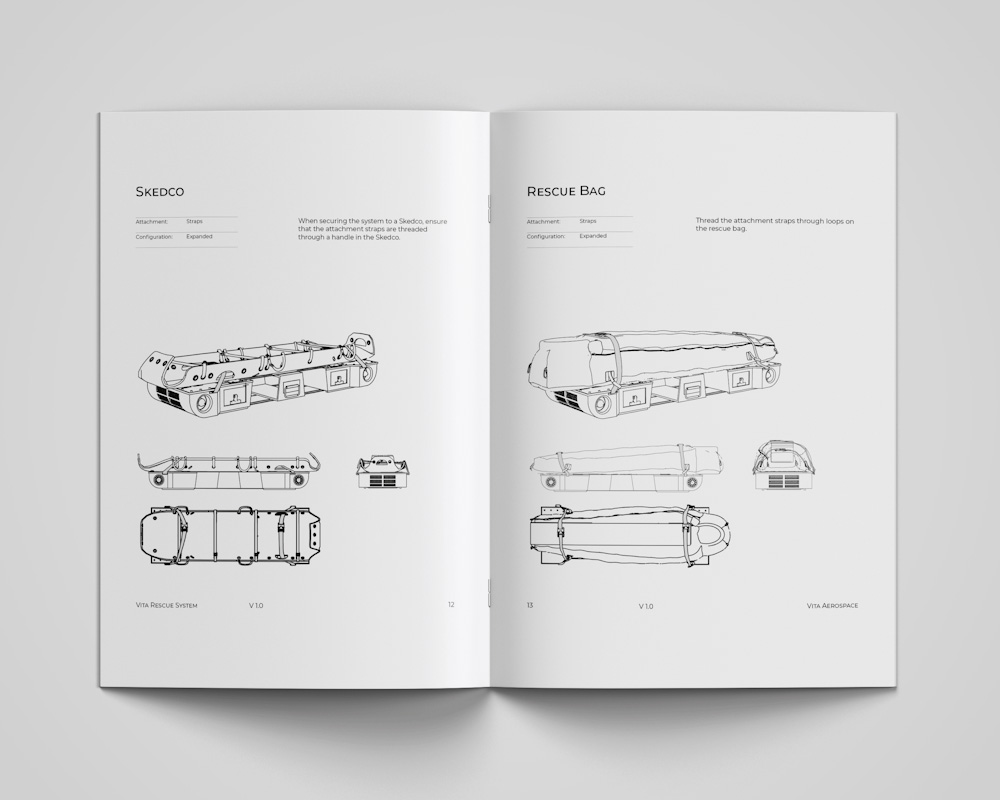 Skedco
Attachment: Straps
Configuration: Expanded
When securing the system to a Skedco, ensure
that the attachment straps are threaded
through a handle in the Skedco.
Vita Rescue System V 1.0 12
Rescue Bag
Attachment: Straps
Configuration: Expanded
Thread the attachment straps through loops on
the rescue bag.
13 V 1.0 Vita Aerospace